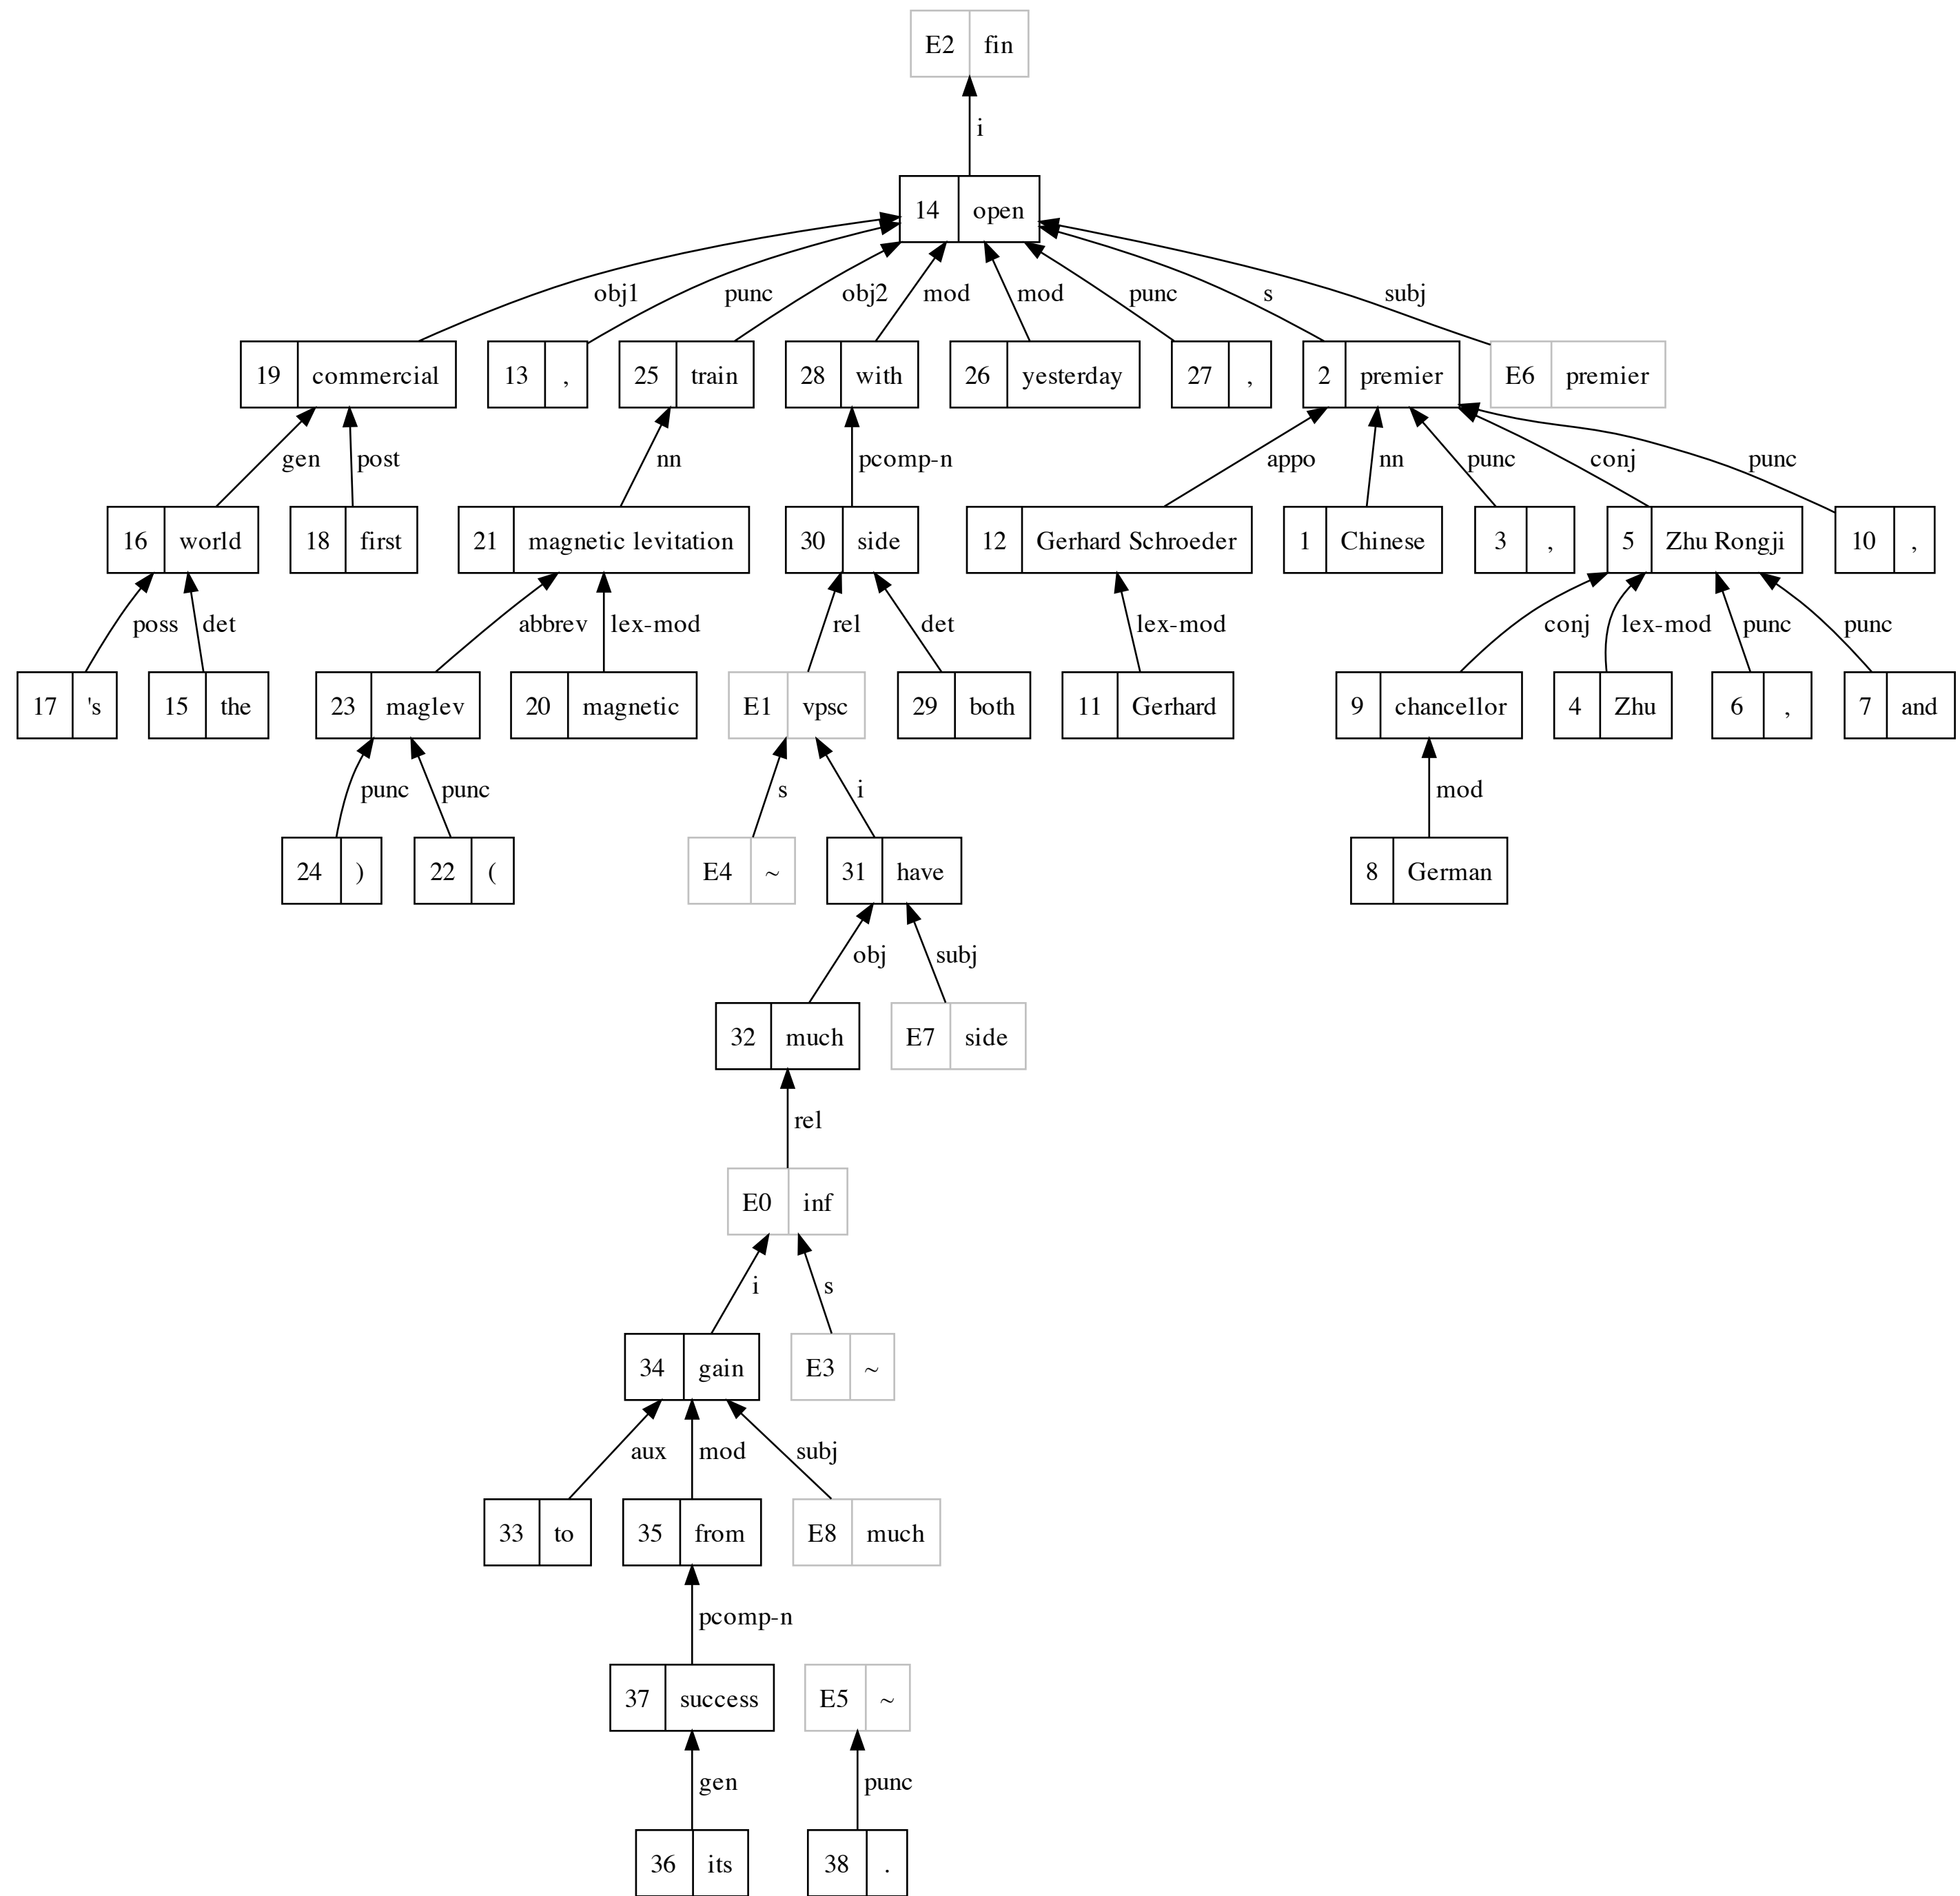 E2 fin
i
14 open
obj1 punc obj2 mod mod punc s subj
19 commercial 13 , 25 train 28 with 26 yesterday 27 , 2 premier E6 premier
gen post nn pcomp-n appo nn punc conj punc
16 world 18 first 21 magnetic levitation 30 side 12 Gerhard Schroeder 1 Chinese 3 , 5 Zhu Rongji 10 ,
poss det abbrev lex-mod rel det lex-mod conj lex-mod punc punc
17 's 15 the 23 maglev 20 magnetic E1 vpsc 29 both 11 Gerhard 9 chancellor 4 Zhu 6 , 7 and
punc punc s i mod
24 ) 22 ( E4 ~ 31 have 8 German
obj subj
32 much E7 side
rel
E0 inf
i s
34 gain E3 ~
aux mod subj
33 to 35 from E8 much
pcomp-n
37 success E5 ~
gen punc
36 its 38 .